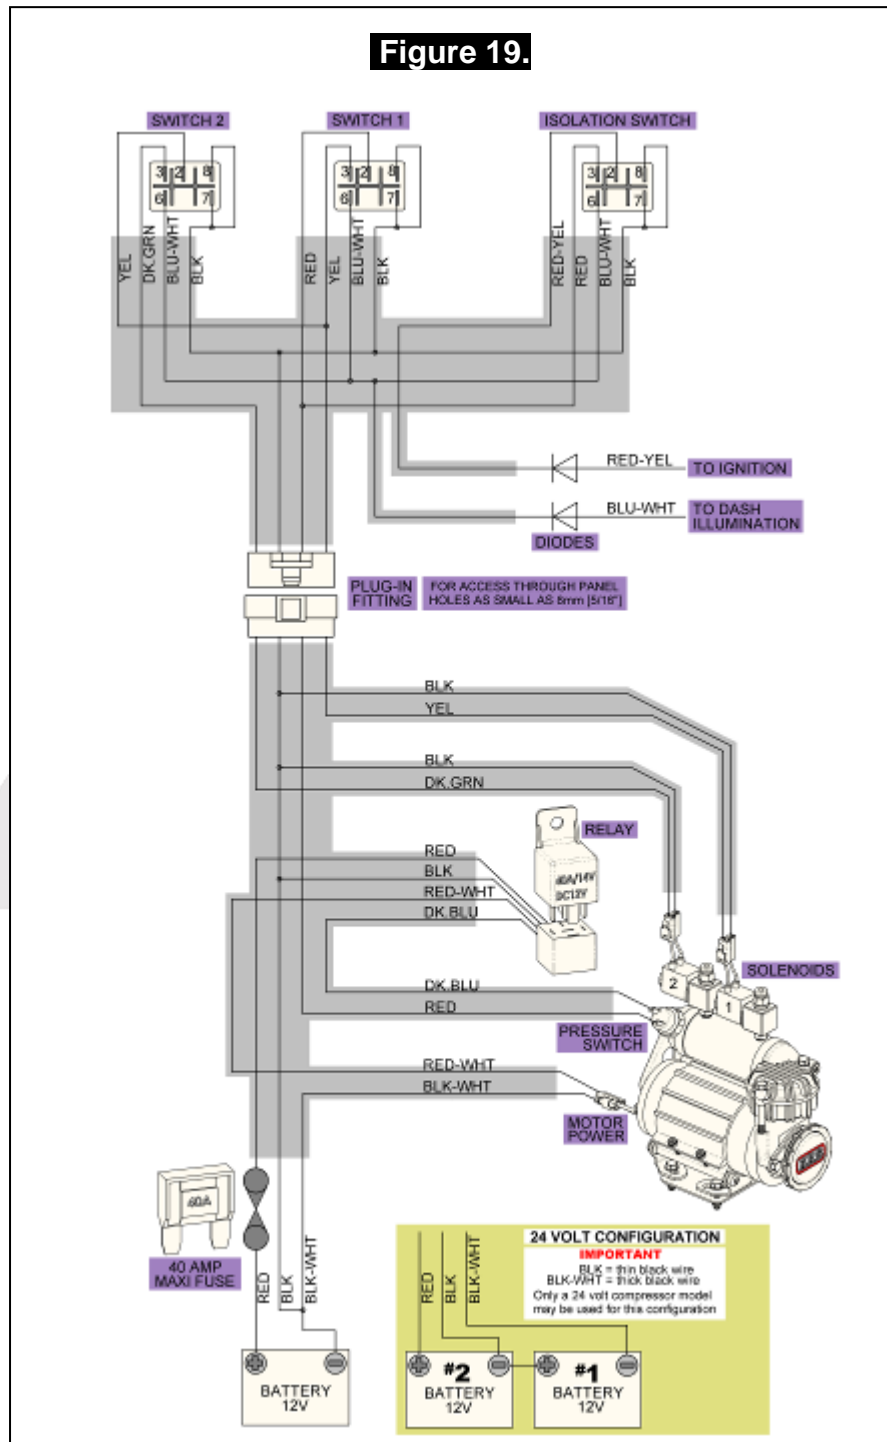 Figure 19.
SWITCH 2
SWITCH 1
ISOLATION SWITCH
3 2 8
6 7
3 2 8
6 7
3 2 8
6 7
YEL
DK.GRN
BLU-WHT
BLK
RED
YEL
BLU-WHT
BLK
RED-YEL
RED
BLU-WHT
BLK
RED-YEL
TO IGNITION
BLU-WHT
TO DASH
ILLUMINATION
DIODES
PLUG-IN
FITTING
FOR ACCESS THROUGH PANEL
HOLES AS SMALL AS 8mm [5/16"]
BLK
YEL
BLK
DK.GRN
RELAY
40A/14V
DC12V
RED
BLK
RED-WHT
DK.BLU
SOLENOIDS
2
1
DK.BLU
RED
PRESSURE
SWITCH
RED-WHT
BLK-WHT
MOTOR
POWER
40A
40 AMP
MAXI FUSE
RED
BLK
BLK-WHT
BATTERY
12V
24 VOLT CONFIGURATION
IMPORTANT
BLK = thin black wire
BLK-WHT = thick black wire
Only a 24 volt compressor model
may be used for this configuration
RED
BLK
BLK-WHT
#2
BATTERY
12V
#1
BATTERY
12V